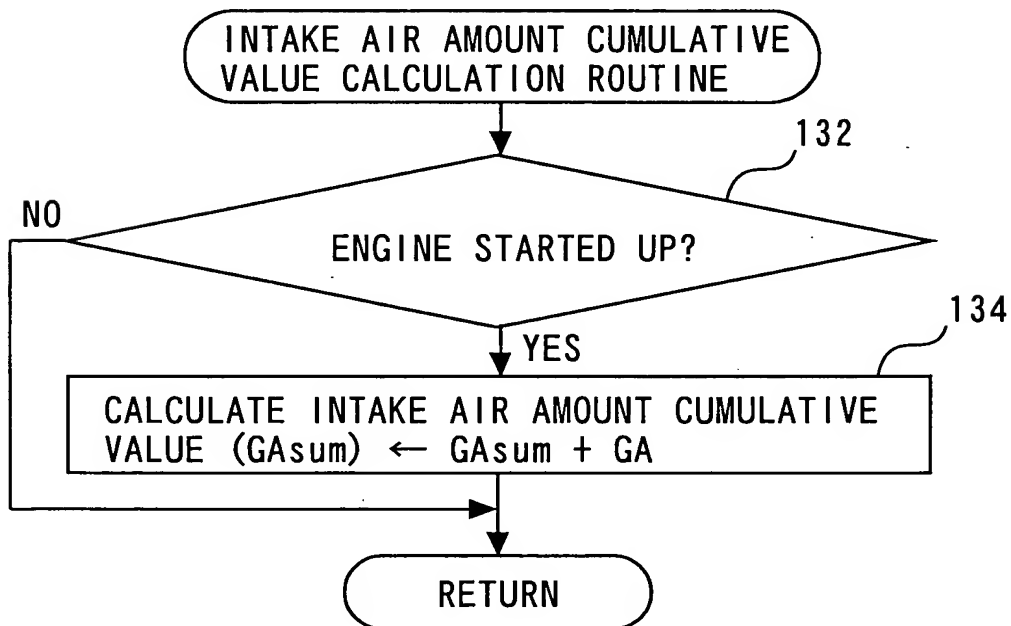 INTAKE AIR AMOUNT CUMULATIVE
VALUE CALCULATION ROUTINE
132
NO
ENGINE STARTED UP?
134
YES
CALCULATE INTAKE AIR AMOUNT CUMULATIVE
VALUE (GAsum) ← GAsum + GA
RETURN